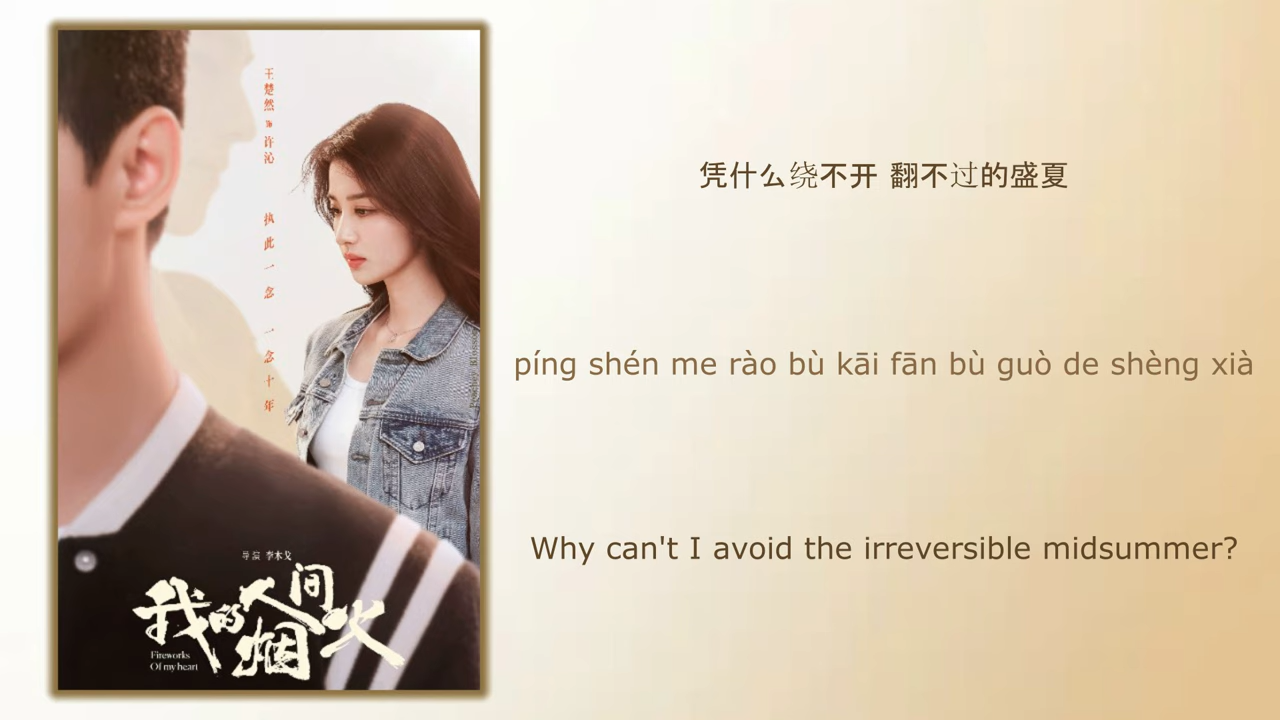 王楚然 饰 许沁
执此一念 一念十年
导演 李木戈
我的人间烟火
Fireworks
Of my heart
凭什么绕不开 翻不过的盛夏
píng shén me rào bù kāi fān bù guò de shèng xià
Why can't I avoid the irreversible midsummer?